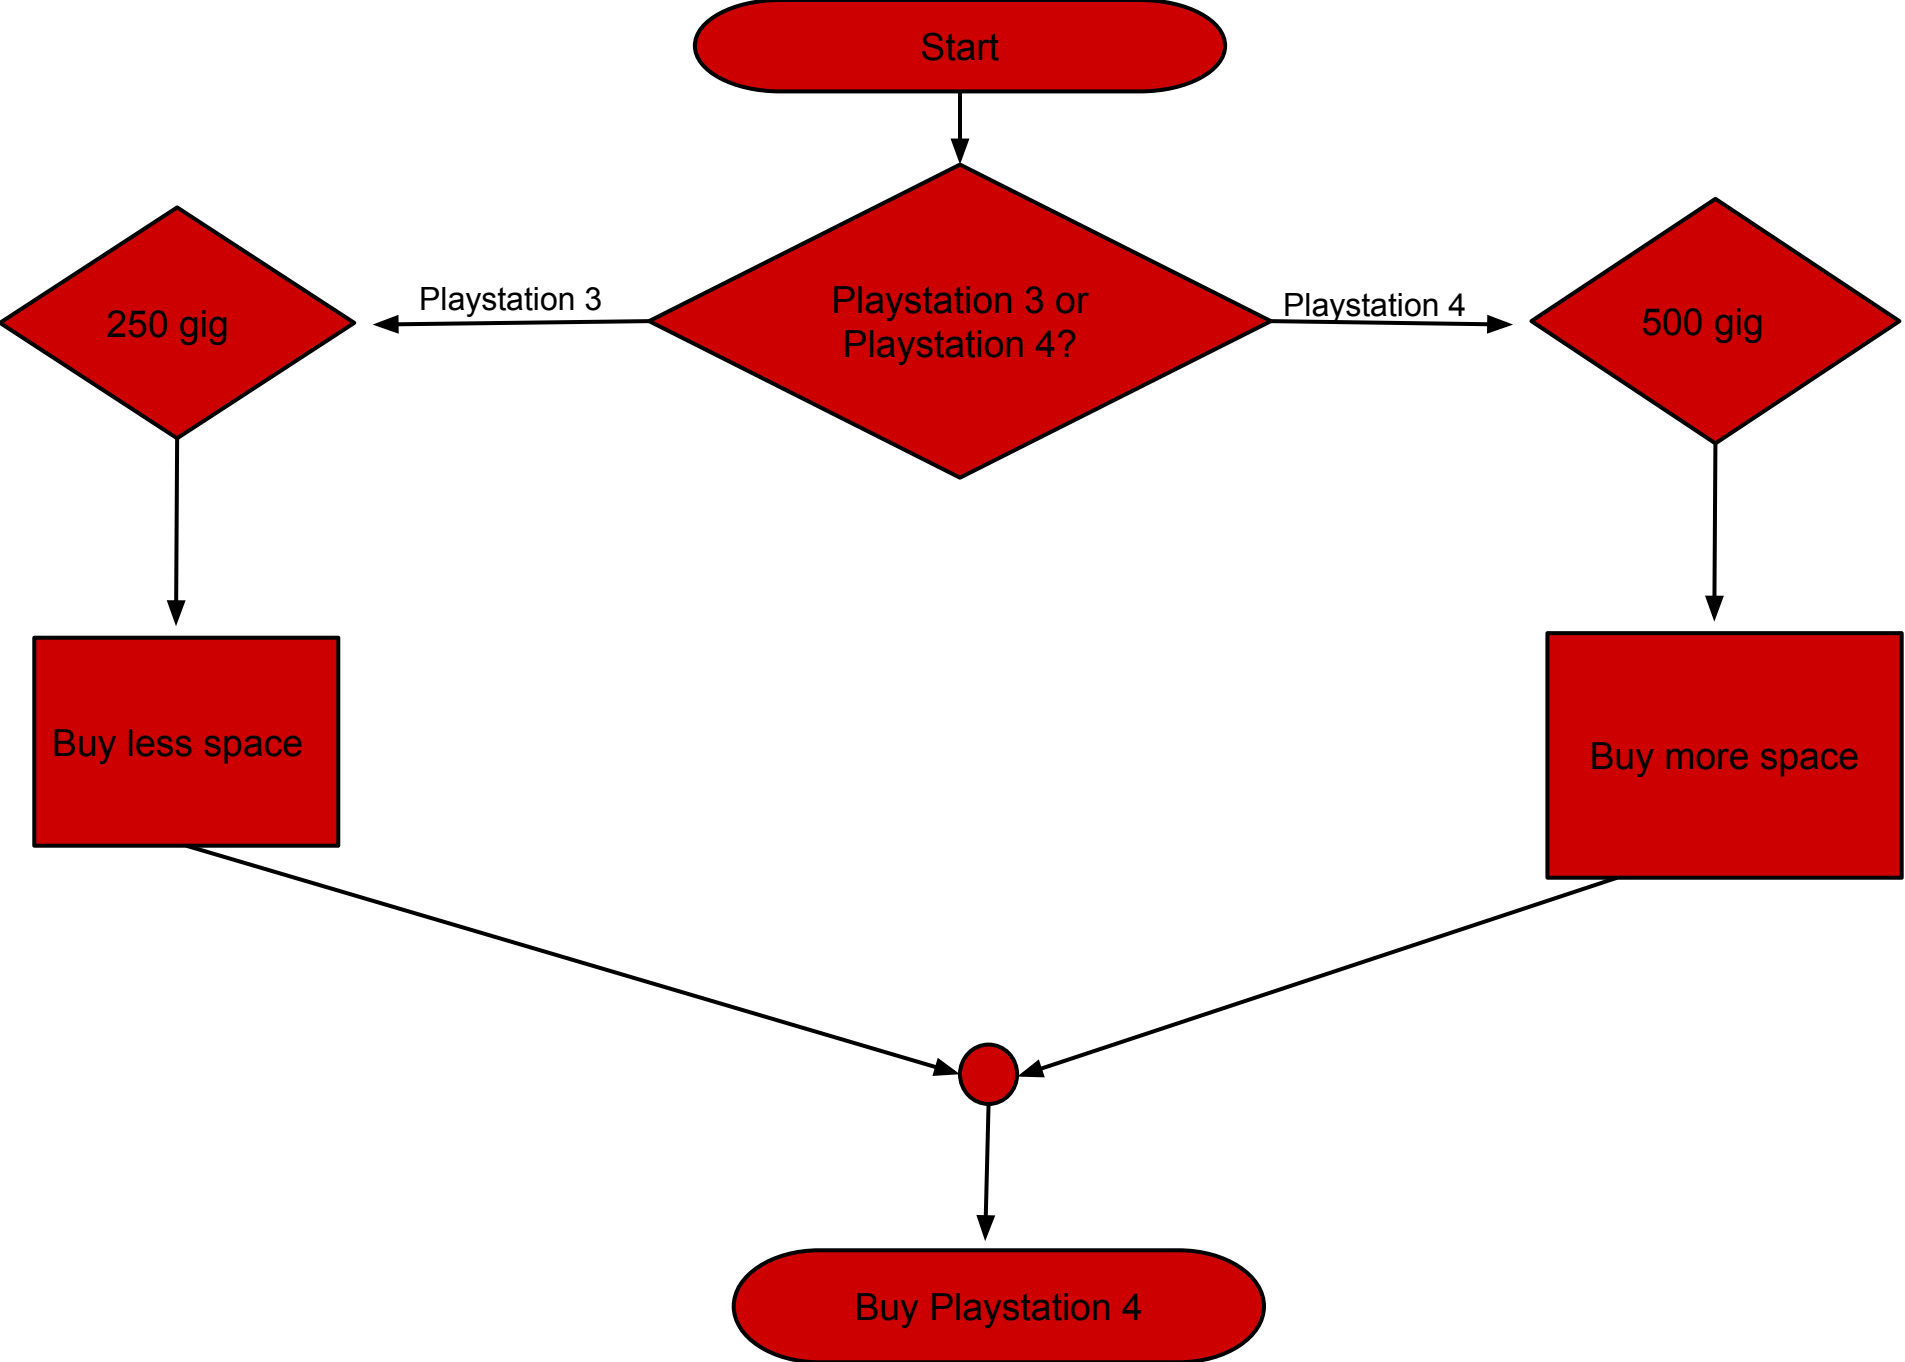 Start
Playstation 3
Playstation 3 or
Playstation 4?
Playstation 4
250 gig
500 gig
Buy less space
Buy more space
Buy Playstation 4